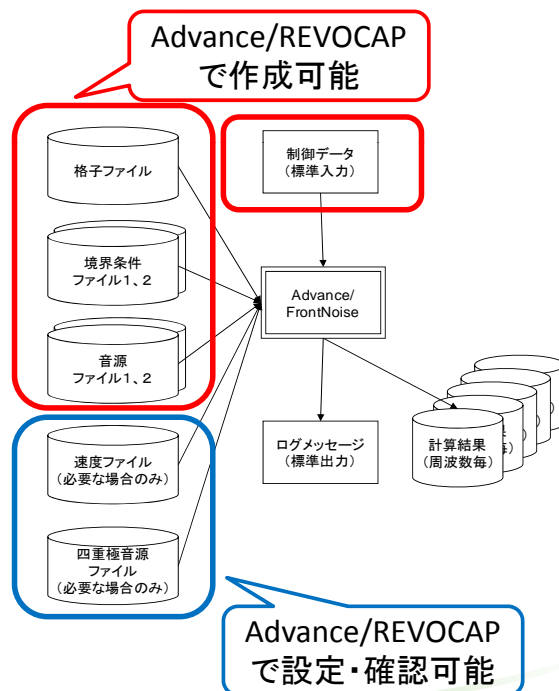 Advance/REVOCAP
で作成可能
格子ファイル
制御データ
(標準入力)
境界条件
ファイル1、2
Advance/
FrontNoise
音源
ファイル1、2
速度ファイル
(必要な場合のみ)
ログメッセージ
(標準出力)
計算結果
(周波数毎)
四重極音源
ファイル
(必要な場合のみ)
Advance/REVOCAP
で設定・確認可能